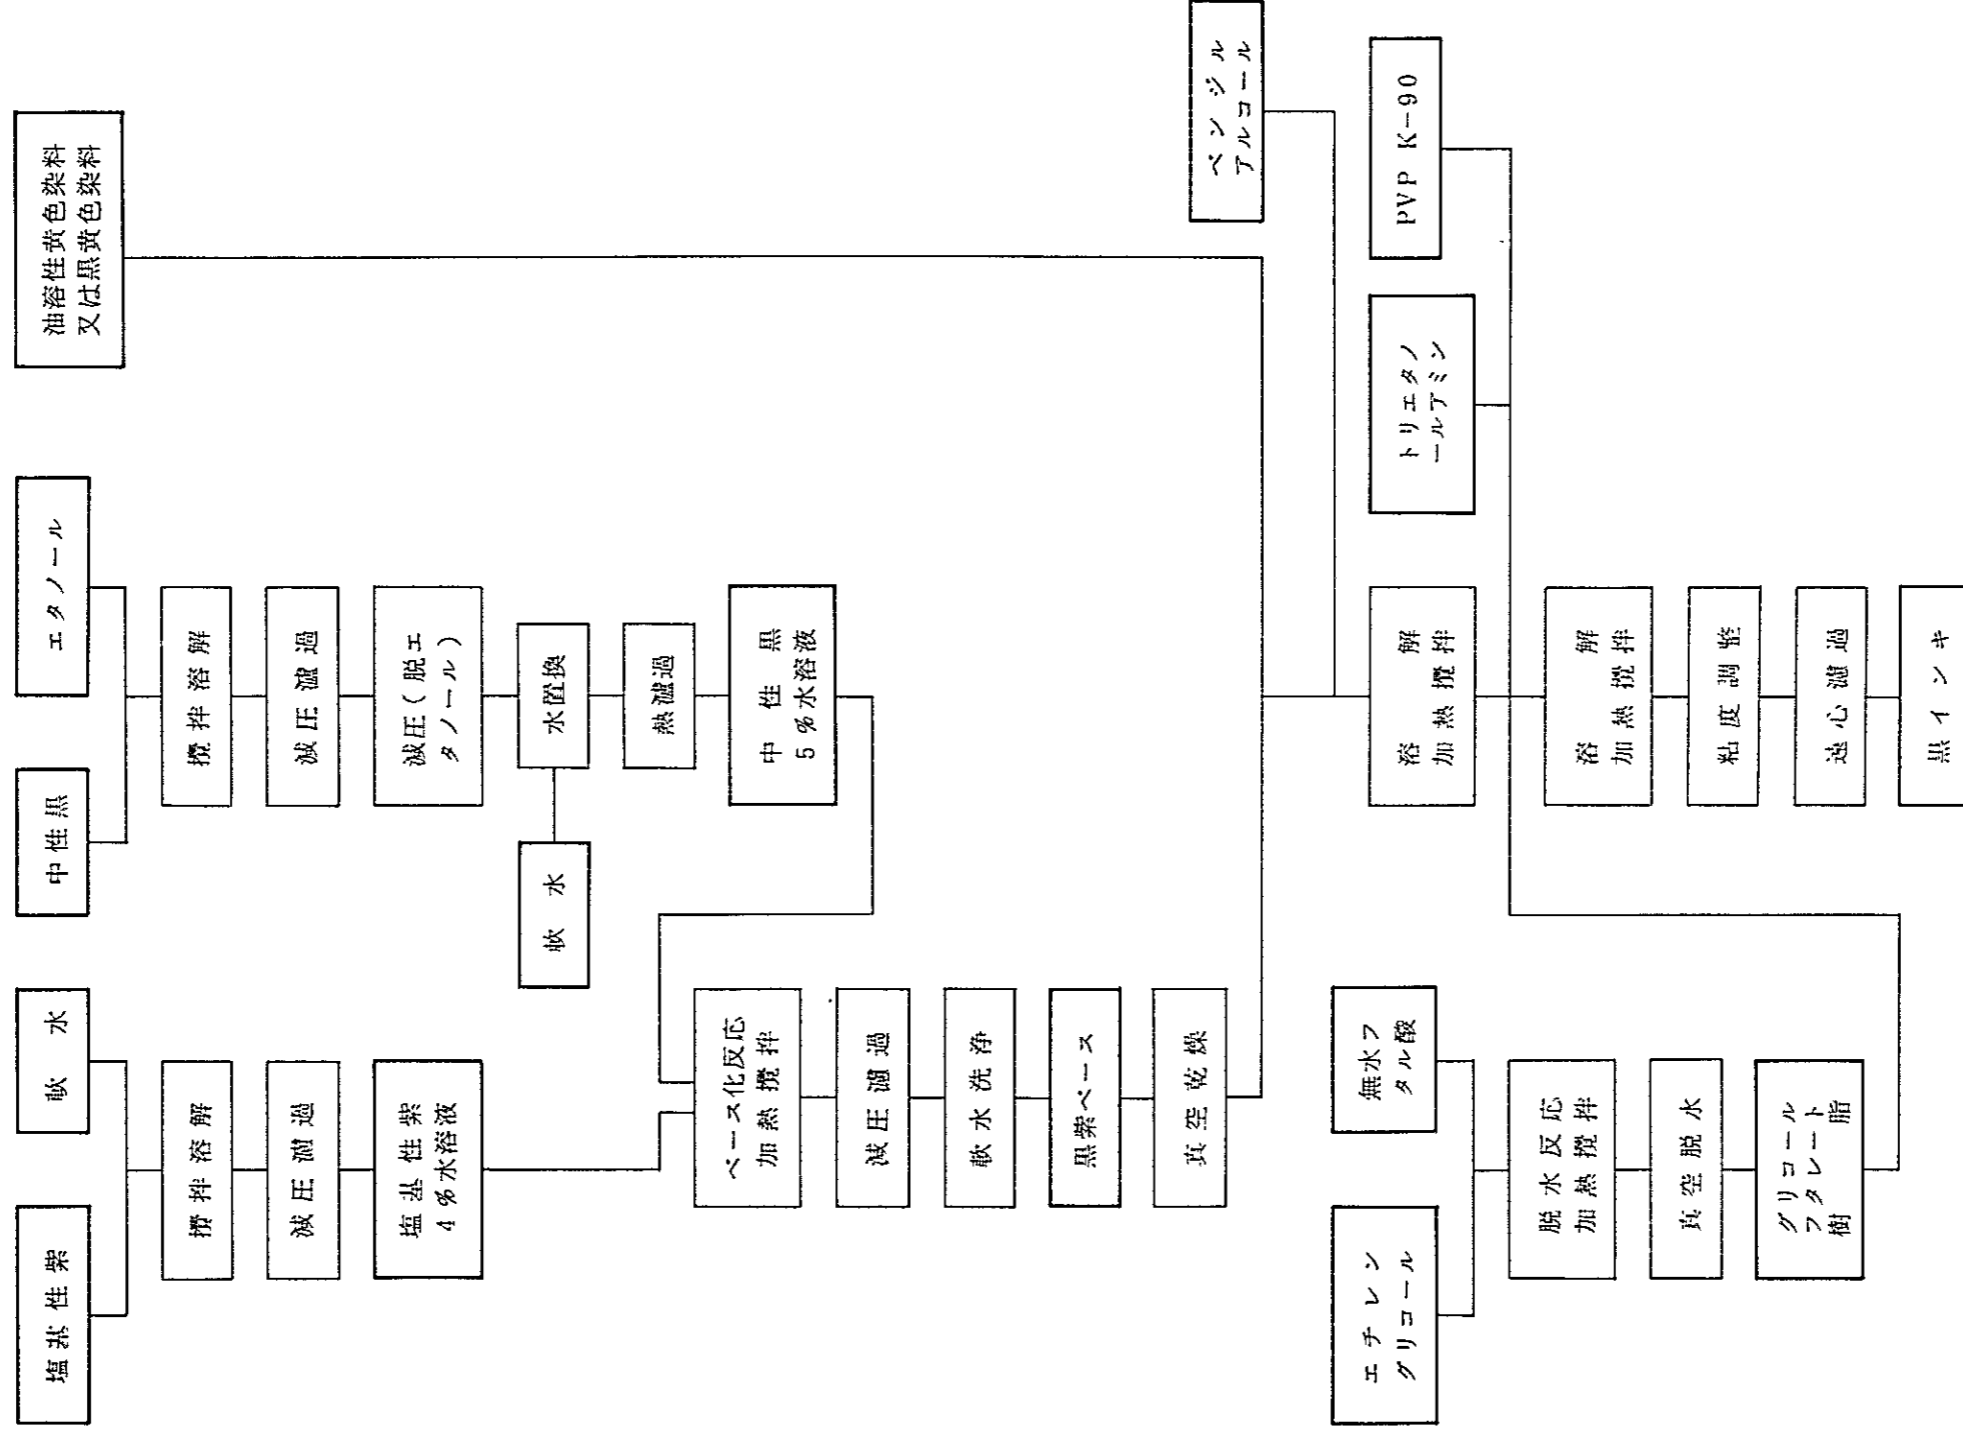 塩基性紫
軟水
中性黒
エタノール
油溶性黄色染料
又は黒黄色染料
攪拌溶解
減圧濾過
塩基性紫
4%水溶液
攪拌溶解
減圧濾過
減圧(脱エ
タノール)
軟水
水置換
熱濾過
中性黒
5%水溶液
ベース化反応
加熱攪拌
減圧濾過
軟水洗浄
黒紫ベース
真空乾燥
ベンジル
アルコール
エチレン
グリコール
無水フ
タル酸
脱水反応
加熱攪拌
真空脱水
グリコール
フタレート
樹脂
溶解
加熱攪拌
トリエタノ
ールアミン
PVP K-90
溶解
加熱攪拌
粘度調整
遠心濾過
黒インキ